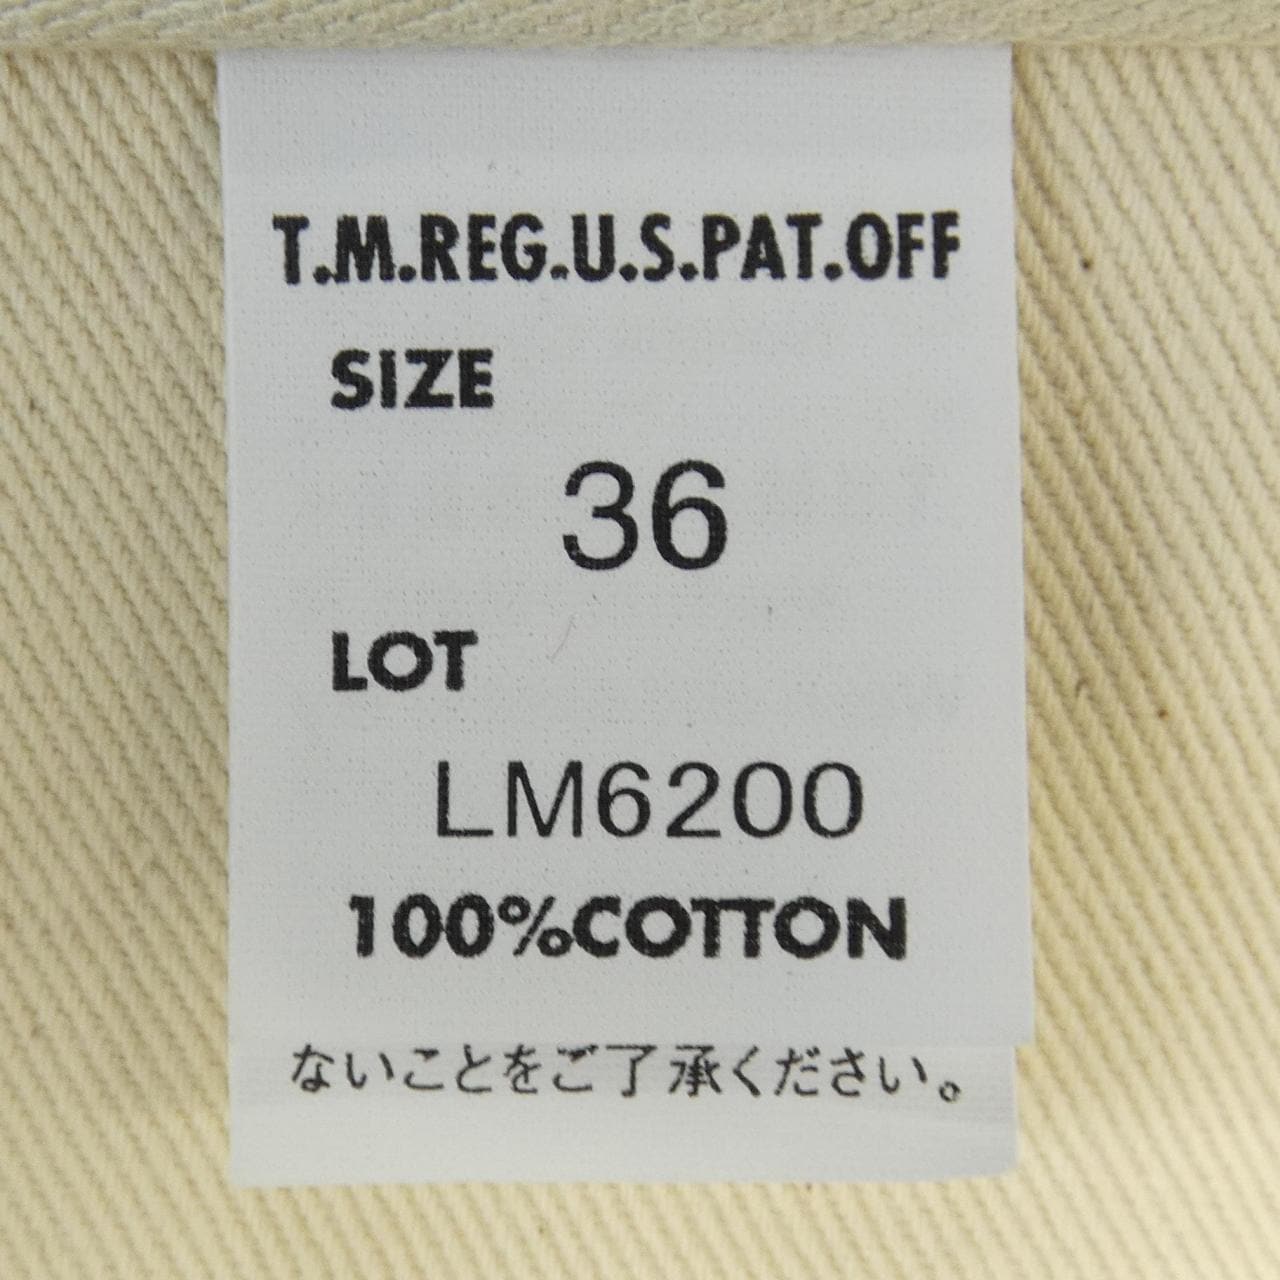 T.M.REG.U.S.PAT.OFF
SIZE
36
LOT
LM6200
100%COTTON
ないことをご了承ください。